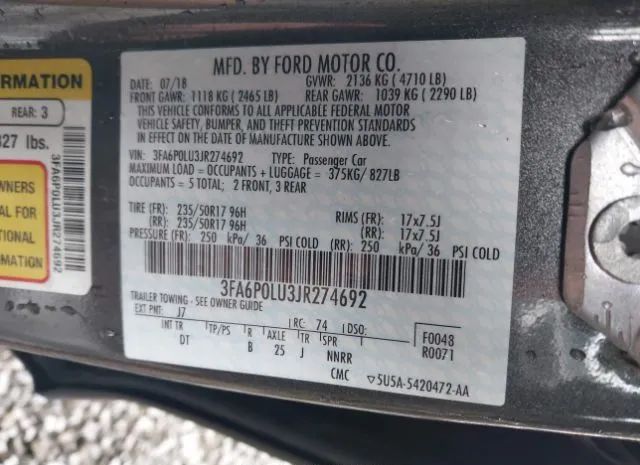 FORMATION
REAR: 3
327 lbs.
WNERS
AL FOR
TIONAL
RMATION
3FA6P0LU3JR274692
MFD. BY FORD MOTOR CO.
DATE: 07/18 GVWR: 2136 KG ( 4710 LB)
FRONT GAWR: 1118 KG ( 2465 LB) REAR GAWR: 1039 KG ( 2290 LB)
THIS VEHICLE CONFORMS TO ALL APPLICABLE FEDERAL MOTOR
VEHICLE SAFETY, BUMPER, AND THEFT PREVENTION STANDARDS
IN EFFECT ON THE DATE OF MANUFACTURE SHOWN ABOVE.
VIN: 3FA6P0LU3JR274692 TYPE: Passenger Car
MAXIMUM LOAD = OCCUPANTS + LUGGAGE = 375KG/ 827LB
OCCUPANTS = 5 TOTAL; 2 FRONT, 3 REAR
TIRE (FR): 235/50R17 96H RIMS (FR): 17x7.5J
(RR): 235/50R17 96H (RR): 17x7.5J
PRESSURE (FR): 250 kPa/ 36 PSI COLD (RR): 250 kPa/ 36 PSI COLD
3FA6P0LU3JR274692
TRAILER TOWING - SEE OWNER GUIDE
EXT PNT: J7 RC: 74 DSO: F0048
INT TR TP/PS R AXLE TR SPR R0071
DT B 25 J NNRR
CMC ▽5U5A-5420472-AA